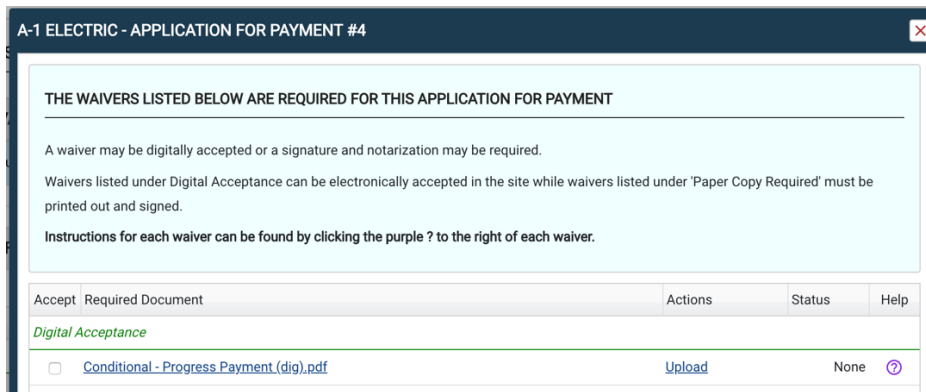 A-1 ELECTRIC - APPLICATION FOR PAYMENT #4
THE WAIVERS LISTED BELOW ARE REQUIRED FOR THIS APPLICATION FOR PAYMENT
A waiver may be digitally accepted or a signature and notarization may be required.
Waivers listed under Digital Acceptance can be electronically accepted in the site while waivers listed under 'Paper Copy Required' must be
printed out and signed.
Instructions for each waiver can be found by clicking the purple ? to the right of each waiver.
Accept Required Document Actions Status Help
Digital Acceptance
Conditional - Progress Payment (dig).pdf Upload None ?